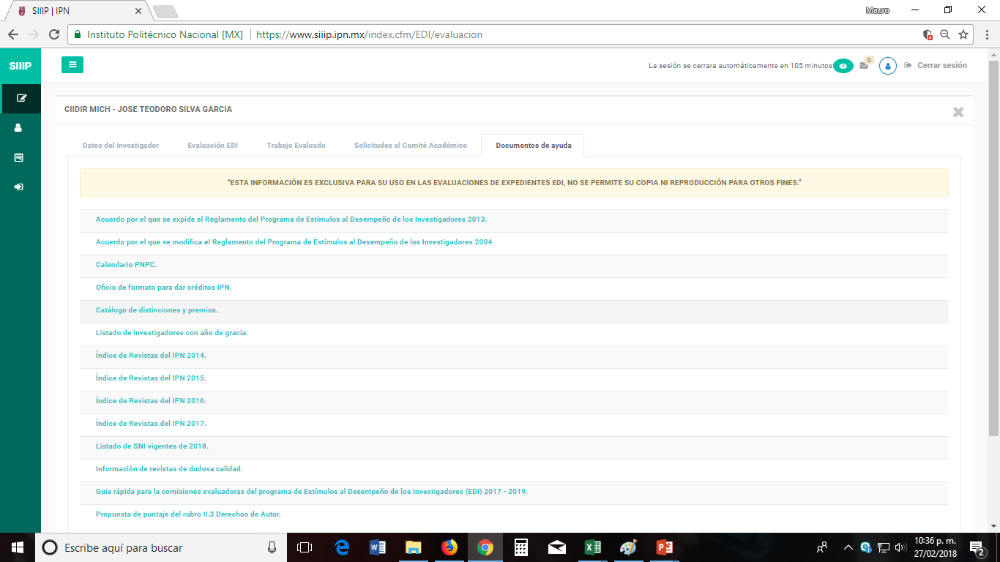 SIIIP | IPN
Mauro
Instituto Politécnico Nacional [MX]
https://www.siiip.ipn.mx/index.cfm/EDI/evaluacion
SIIIP
La sesión se cerrara automáticamente en 105 minutos
0
Cerrar sesión
CIIDIR MICH - JOSE TEODORO SILVA GARCIA
Datos del investigador
Evaluación EDI
Trabajo Evaluado
Solicitudes al Comité Académico
Documentos de ayuda
"ESTA INFORMACIÓN ES EXCLUSIVA PARA SU USO EN LAS EVALUACIONES DE EXPEDIENTES EDI, NO SE PERMITE SU COPIA NI REPRODUCCIÓN PARA OTROS FINES."
Acuerdo por el que se expide el Reglamento del Programa de Estímulos al Desempeño de los Investigadores 2013.
Acuerdo por el que se modifica el Reglamento del Programa de Estímulos al Desempeño de los Investigadores 2004.
Calendario PNPC.
Oficio de formato para dar créditos IPN.
Catálogo de distinciones y premios.
Listado de investigadores con año de gracia.
Índice de Revistas del IPN 2014.
Índice de Revistas del IPN 2015.
Índice de Revistas del IPN 2016.
Índice de Revistas del IPN 2017.
Listado de SNI vigentes de 2018.
Información de revistas de dudosa calidad.
Guia rápida para la comisiones evaluadoras del programa de Estímulos al Desempeño de los Investigadores (EDI) 2017 - 2019.
Propuesta de puntaje del rubro II.3 Derechos de Autor.
Escribe aquí para buscar
10:36 p. m.
27/02/2018
2